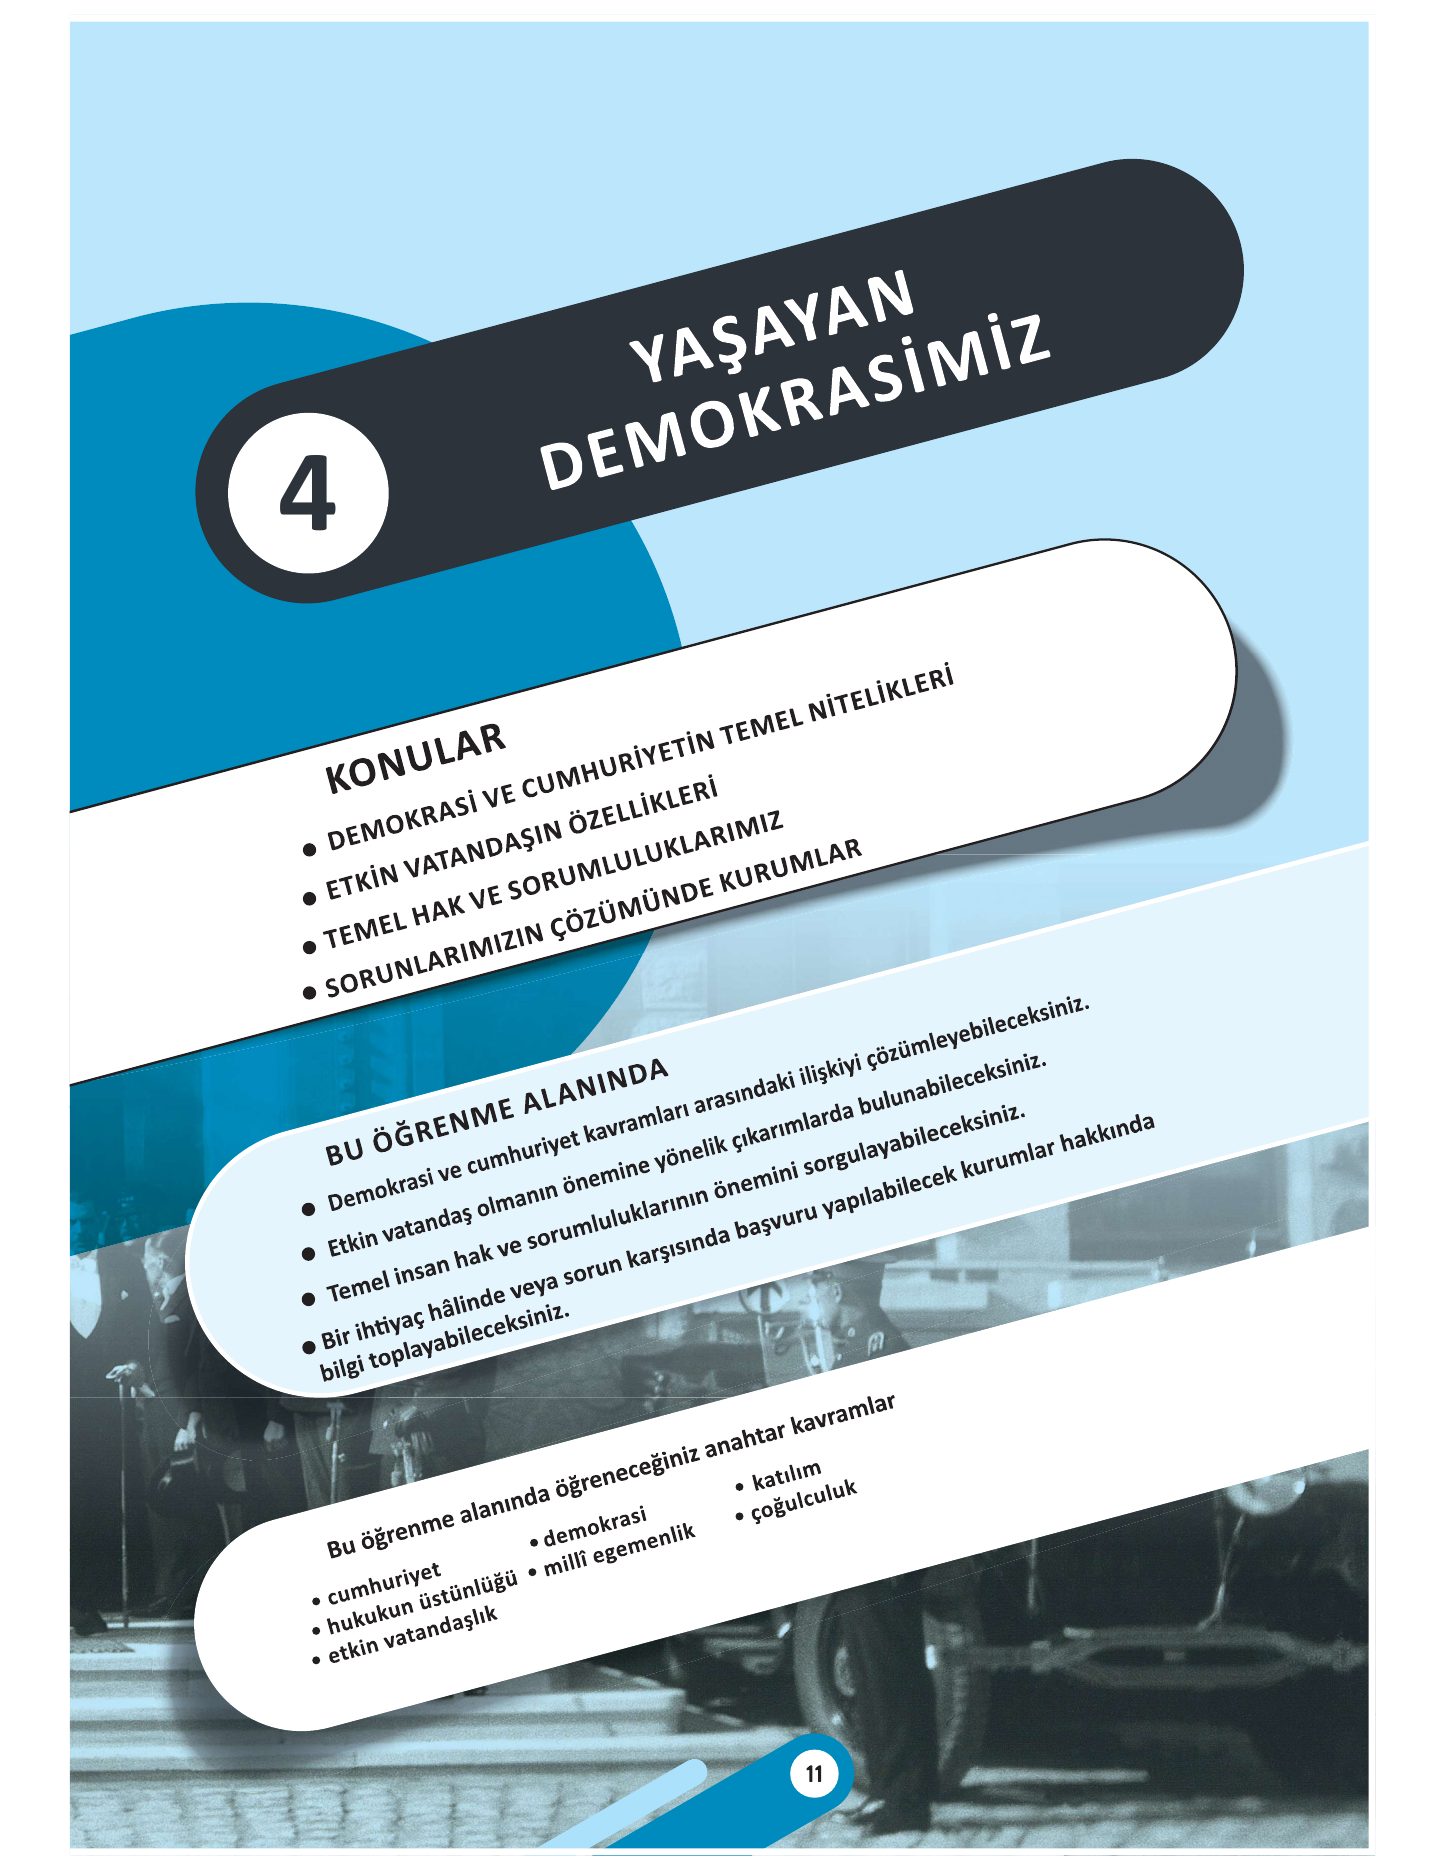 YAŞAYAN
DEMOKRASİMİZ
4
KONULAR
● DEMOKRASİ VE CUMHURİYETİN TEMEL NİTELİKLERİ
● ETKİN VATANDAŞIN ÖZELLİKLERİ
● TEMEL HAK VE SORUMLULUKLARIMIZ
● SORUNLARIMIZIN ÇÖZÜMÜNDE KURUMLAR
BU ÖĞRENME ALANINDA
● Demokrasi ve cumhuriyet kavramları arasındaki ilişkiyi çözümleyebileceksiniz.
● Etkin vatandaş olmanın önemine yönelik çıkarımlarda bulunabileceksiniz.
● Temel insan hak ve sorumluluklarının önemini sorgulayabileceksiniz.
● Bir ihtiyaç hâlinde veya sorun karşısında başvuru yapılabilecek kurumlar hakkında
bilgi toplayabileceksiniz.
Bu öğrenme alanında öğreneceğiniz anahtar kavramlar
• cumhuriyet
• hukukun üstünlüğü
• etkin vatandaşlık
• demokrasi
• millî egemenlik
• katılım
• çoğulculuk
11